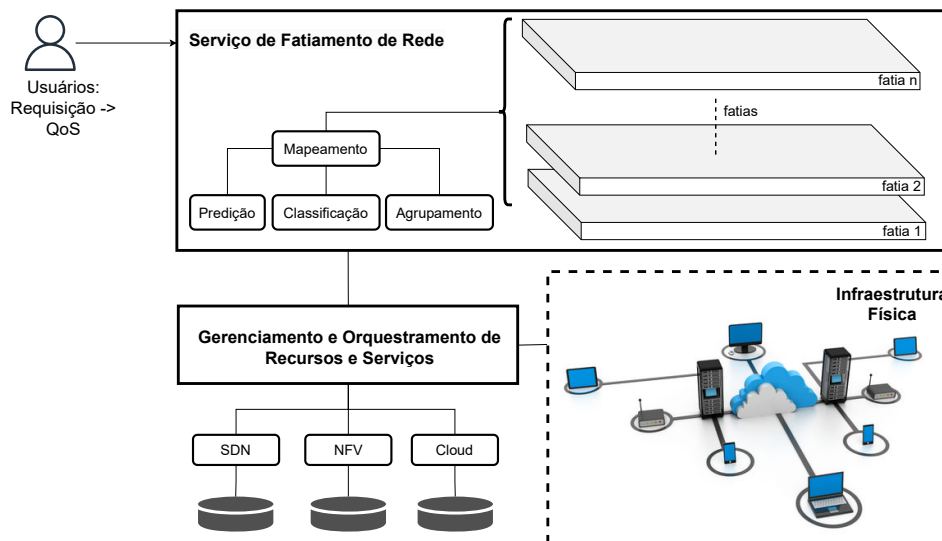 Serviço de Fatiamento de Rede
Usuários:
Requisição ->
QoS
fatia n
fatias
Mapeamento
fatia 2
Predição
Classificação
Agrupamento
fatia 1
Infraestrutura
Física
Gerenciamento e Orquestramento de
Recursos e Serviços
SDN
NFV
Cloud